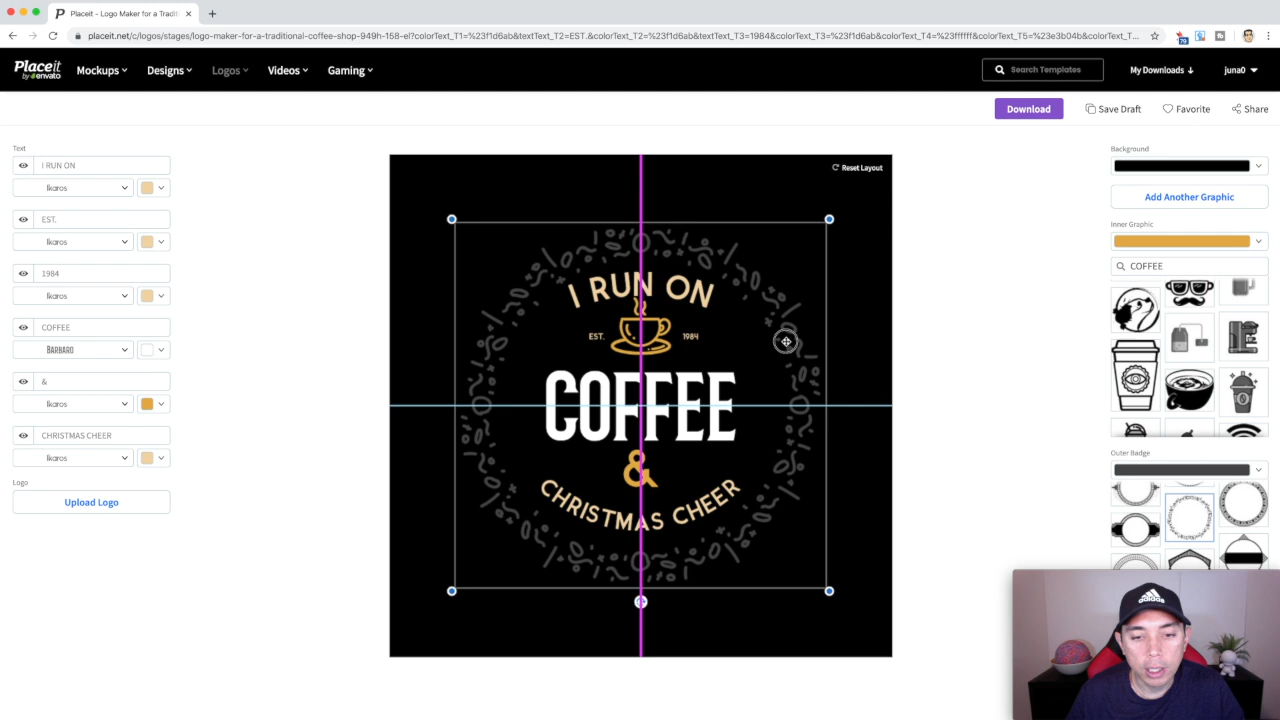 Placeit - Logo Maker for a Traditi
placeit.net/c/logos/stages/logo-maker-for-a-traditional-coffee-shop-949h-158-el?colorText_T1=%23f1d6ab&textText_T2=EST.&colorText_T2=%23f1d6ab&textText_T3=1984&colorText_T3=%23f1d6ab&colorText_T4=%23ffffff&colorText_T5=%23e3b04b&colorText_T...
79
Placeit
by envato
Mockups
Designs
Logos
Videos
Gaming
Search Templates
My Downloads
juna0
Download
Save Draft
Favorite
Share
Text
I RUN ON
Ikaros
EST.
Ikaros
1984
Ikaros
COFFEE
BARBARO
&
Ikaros
CHRISTMAS CHEER
Ikaros
Logo
Upload Logo
Reset Layout
I RUN ON
EST. 1984
COFFEE
&
CHRISTMAS CHEER
Background
Add Another Graphic
Inner Graphic
COFFEE
Outer Badge
adidas